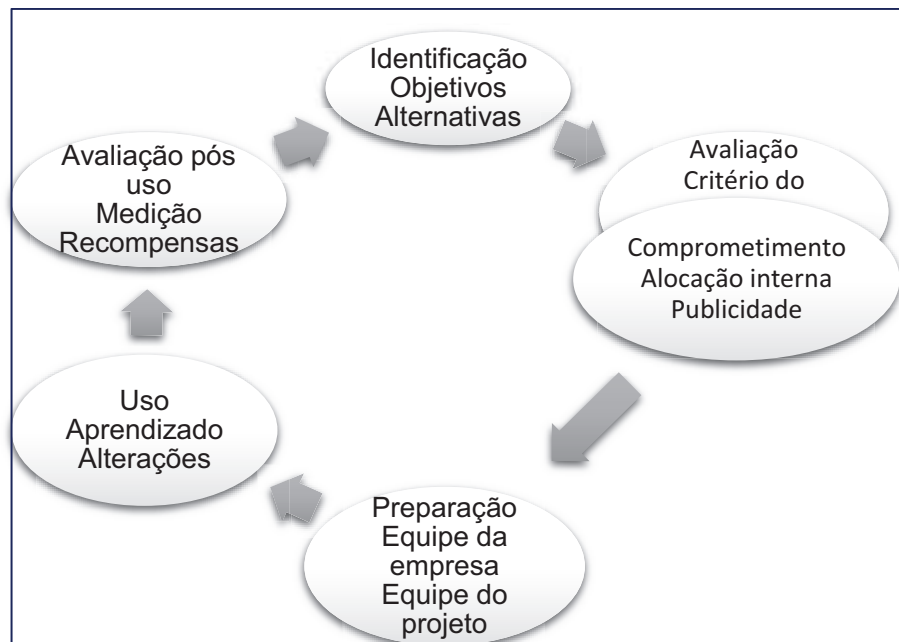 Identificação
Objetivos
Alternativas
Avaliação
Critério do
Comprometimento
Alocação interna
Publicidade
Preparação
Equipe da
empresa
Equipe do
projeto
Uso
Aprendizado
Alterações
Avaliação pós
uso
Medição
Recompensas